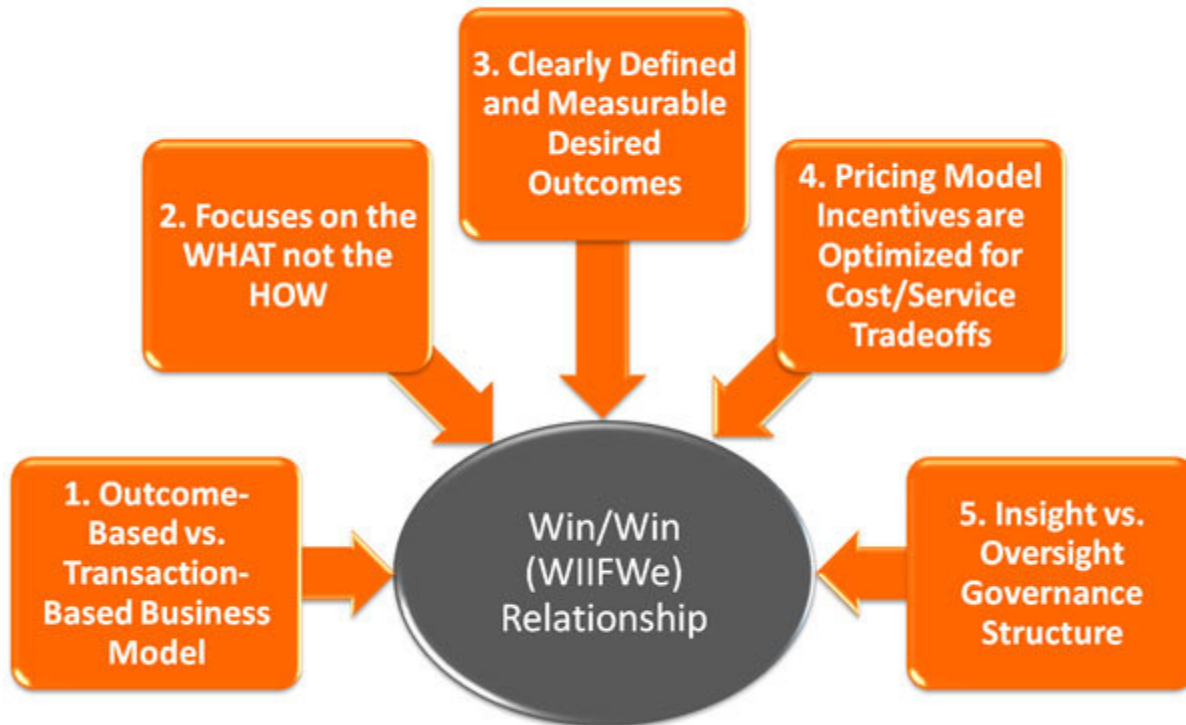 1. Outcome-
Based vs.
Transaction-
Based Business
Model
2. Focuses on the
WHAT not the
HOW
3. Clearly Defined
and Measurable
Desired
Outcomes
4. Pricing Model
Incentives are
Optimized for
Cost/Service
Tradeoffs
5. Insight vs.
Oversight
Governance
Structure
Win/Win
(WIIFWe)
Relationship